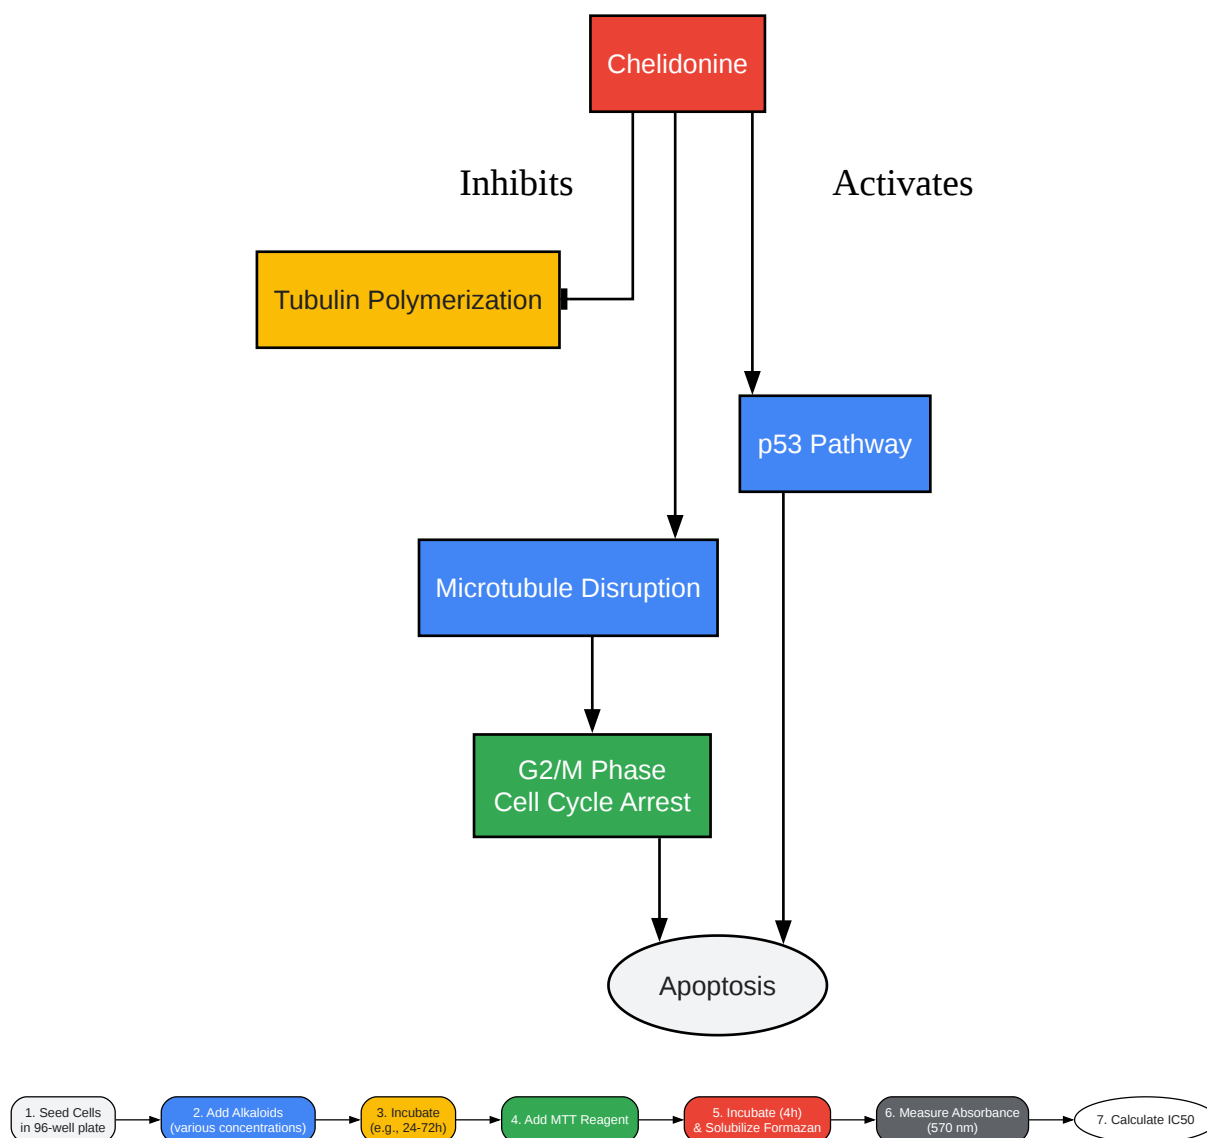 Chelidonine
Inhibits
Activates
Tubulin Polymerization
p53 Pathway
Microtubule Disruption
G2/M Phase
Cell Cycle Arrest
Apoptosis
1. Seed Cells
in 96-well plate
2. Add Alkaloids
(various concentrations)
3. Incubate
(e.g., 24-72h)
4. Add MTT Reagent
5. Incubate (4h)
& Solubilize Formazan
6. Measure Absorbance
(570 nm)
7. Calculate IC50